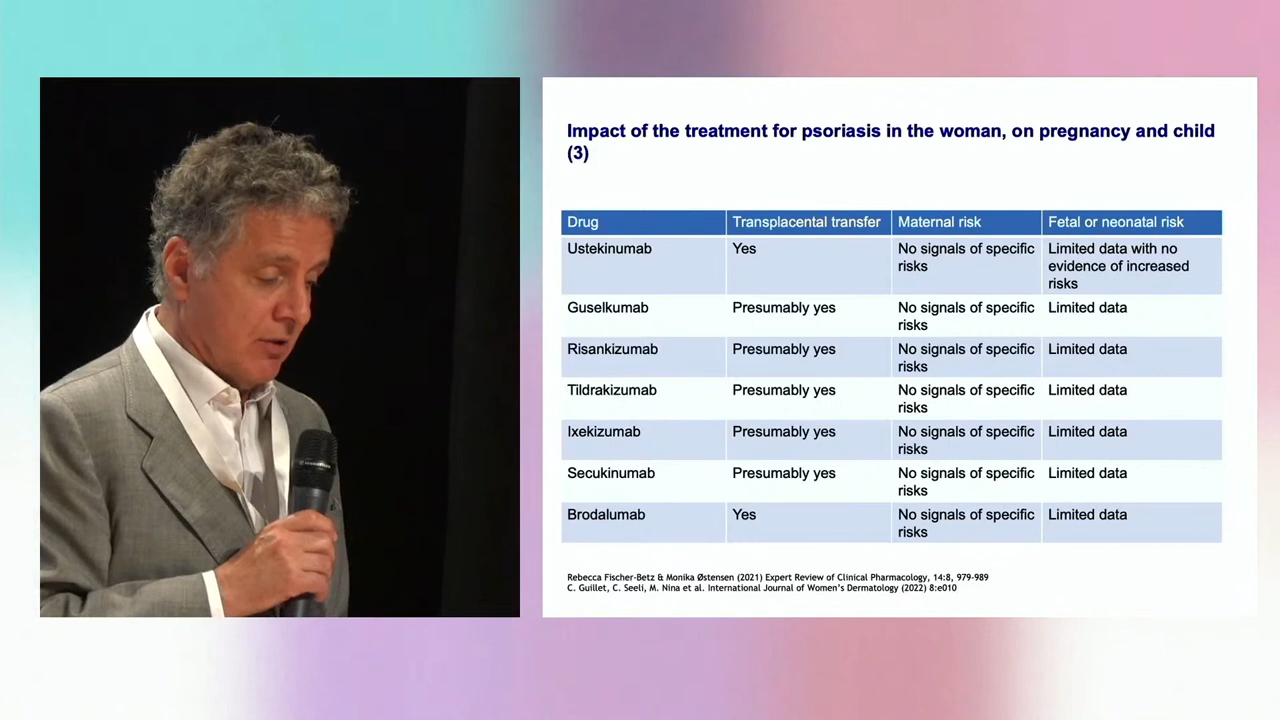 Impact of the treatment for psoriasis in the woman, on pregnancy and child
(3)
Drug Transplacental transfer Maternal risk Fetal or neonatal risk
Ustekinumab Yes No signals of specific risks Limited data with no evidence of increased risks
Guselkumab Presumably yes No signals of specific risks Limited data
Risankizumab Presumably yes No signals of specific risks Limited data
Tildrakizumab Presumably yes No signals of specific risks Limited data
Ixekizumab Presumably yes No signals of specific risks Limited data
Secukinumab Presumably yes No signals of specific risks Limited data
Brodalumab Yes No signals of specific risks Limited data
Rebecca Fischer-Betz & Monika Østensen (2021) Expert Review of Clinical Pharmacology, 14:8, 979-989
C. Guillet, C. Seeli, M. Nina et al. International Journal of Women's Dermatology (2022) 8:e010